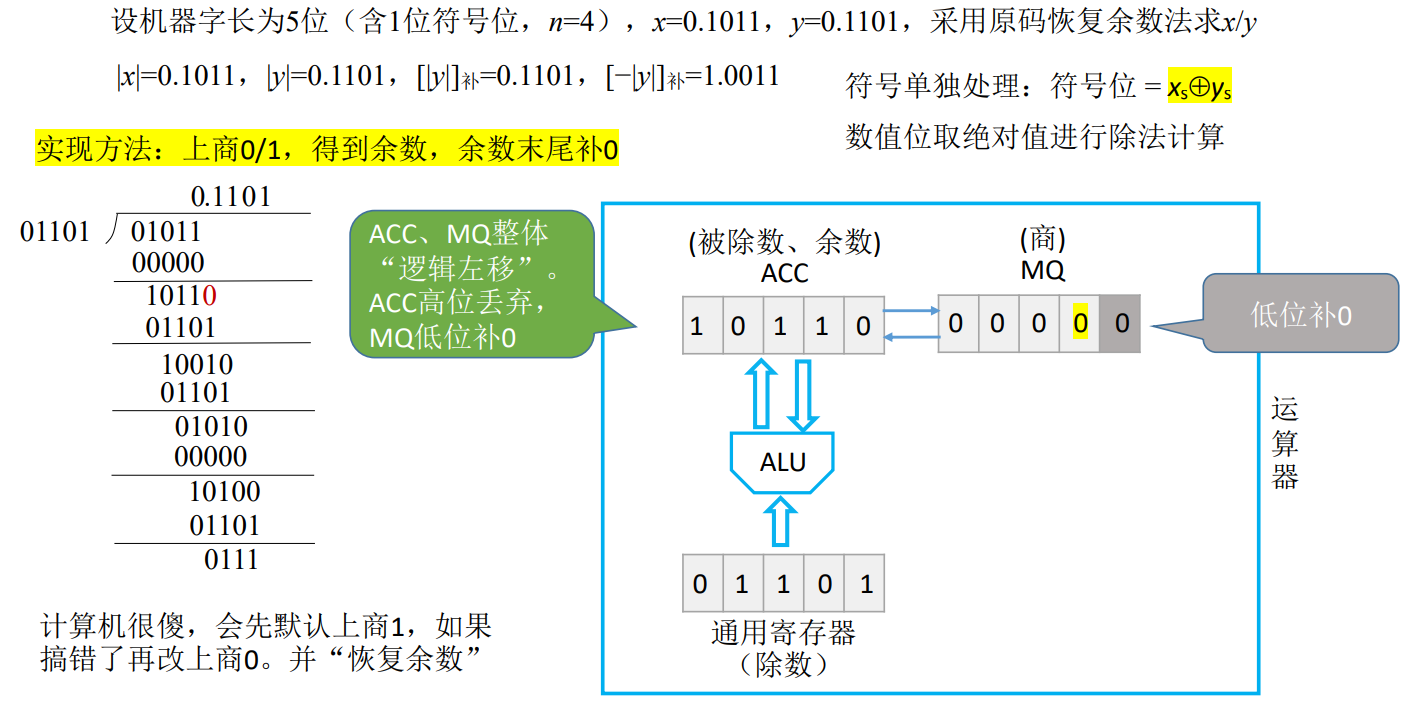 设机器字长为5位（含1位符号位，n=4），x=0.1011，y=0.1101，采用原码恢复余数法求x/y
|x|=0.1011，|y|=0.1101，[|y|]补=0.1101，[−|y|]补=1.0011
符号单独处理：符号位 = xs⊕ys
数值位取绝对值进行除法计算
实现方法：上商0/1，得到余数，余数末尾补0
0.1101
01101
01011
00000
10110
01101
10010
01101
01010
00000
10100
01101
0111
计算机很傻，会先默认上商1，如果
搞错了再改上商0。并“恢复余数”
ACC、MQ整体
“逻辑左移”。
ACC高位丢弃，
MQ低位补0
(被除数、余数)
ACC
(商)
MQ
1 0 1 1 0
0 0 0 0 0
低位补0
ALU
0 1 1 0 1
通用寄存器
（除数）
运
算
器